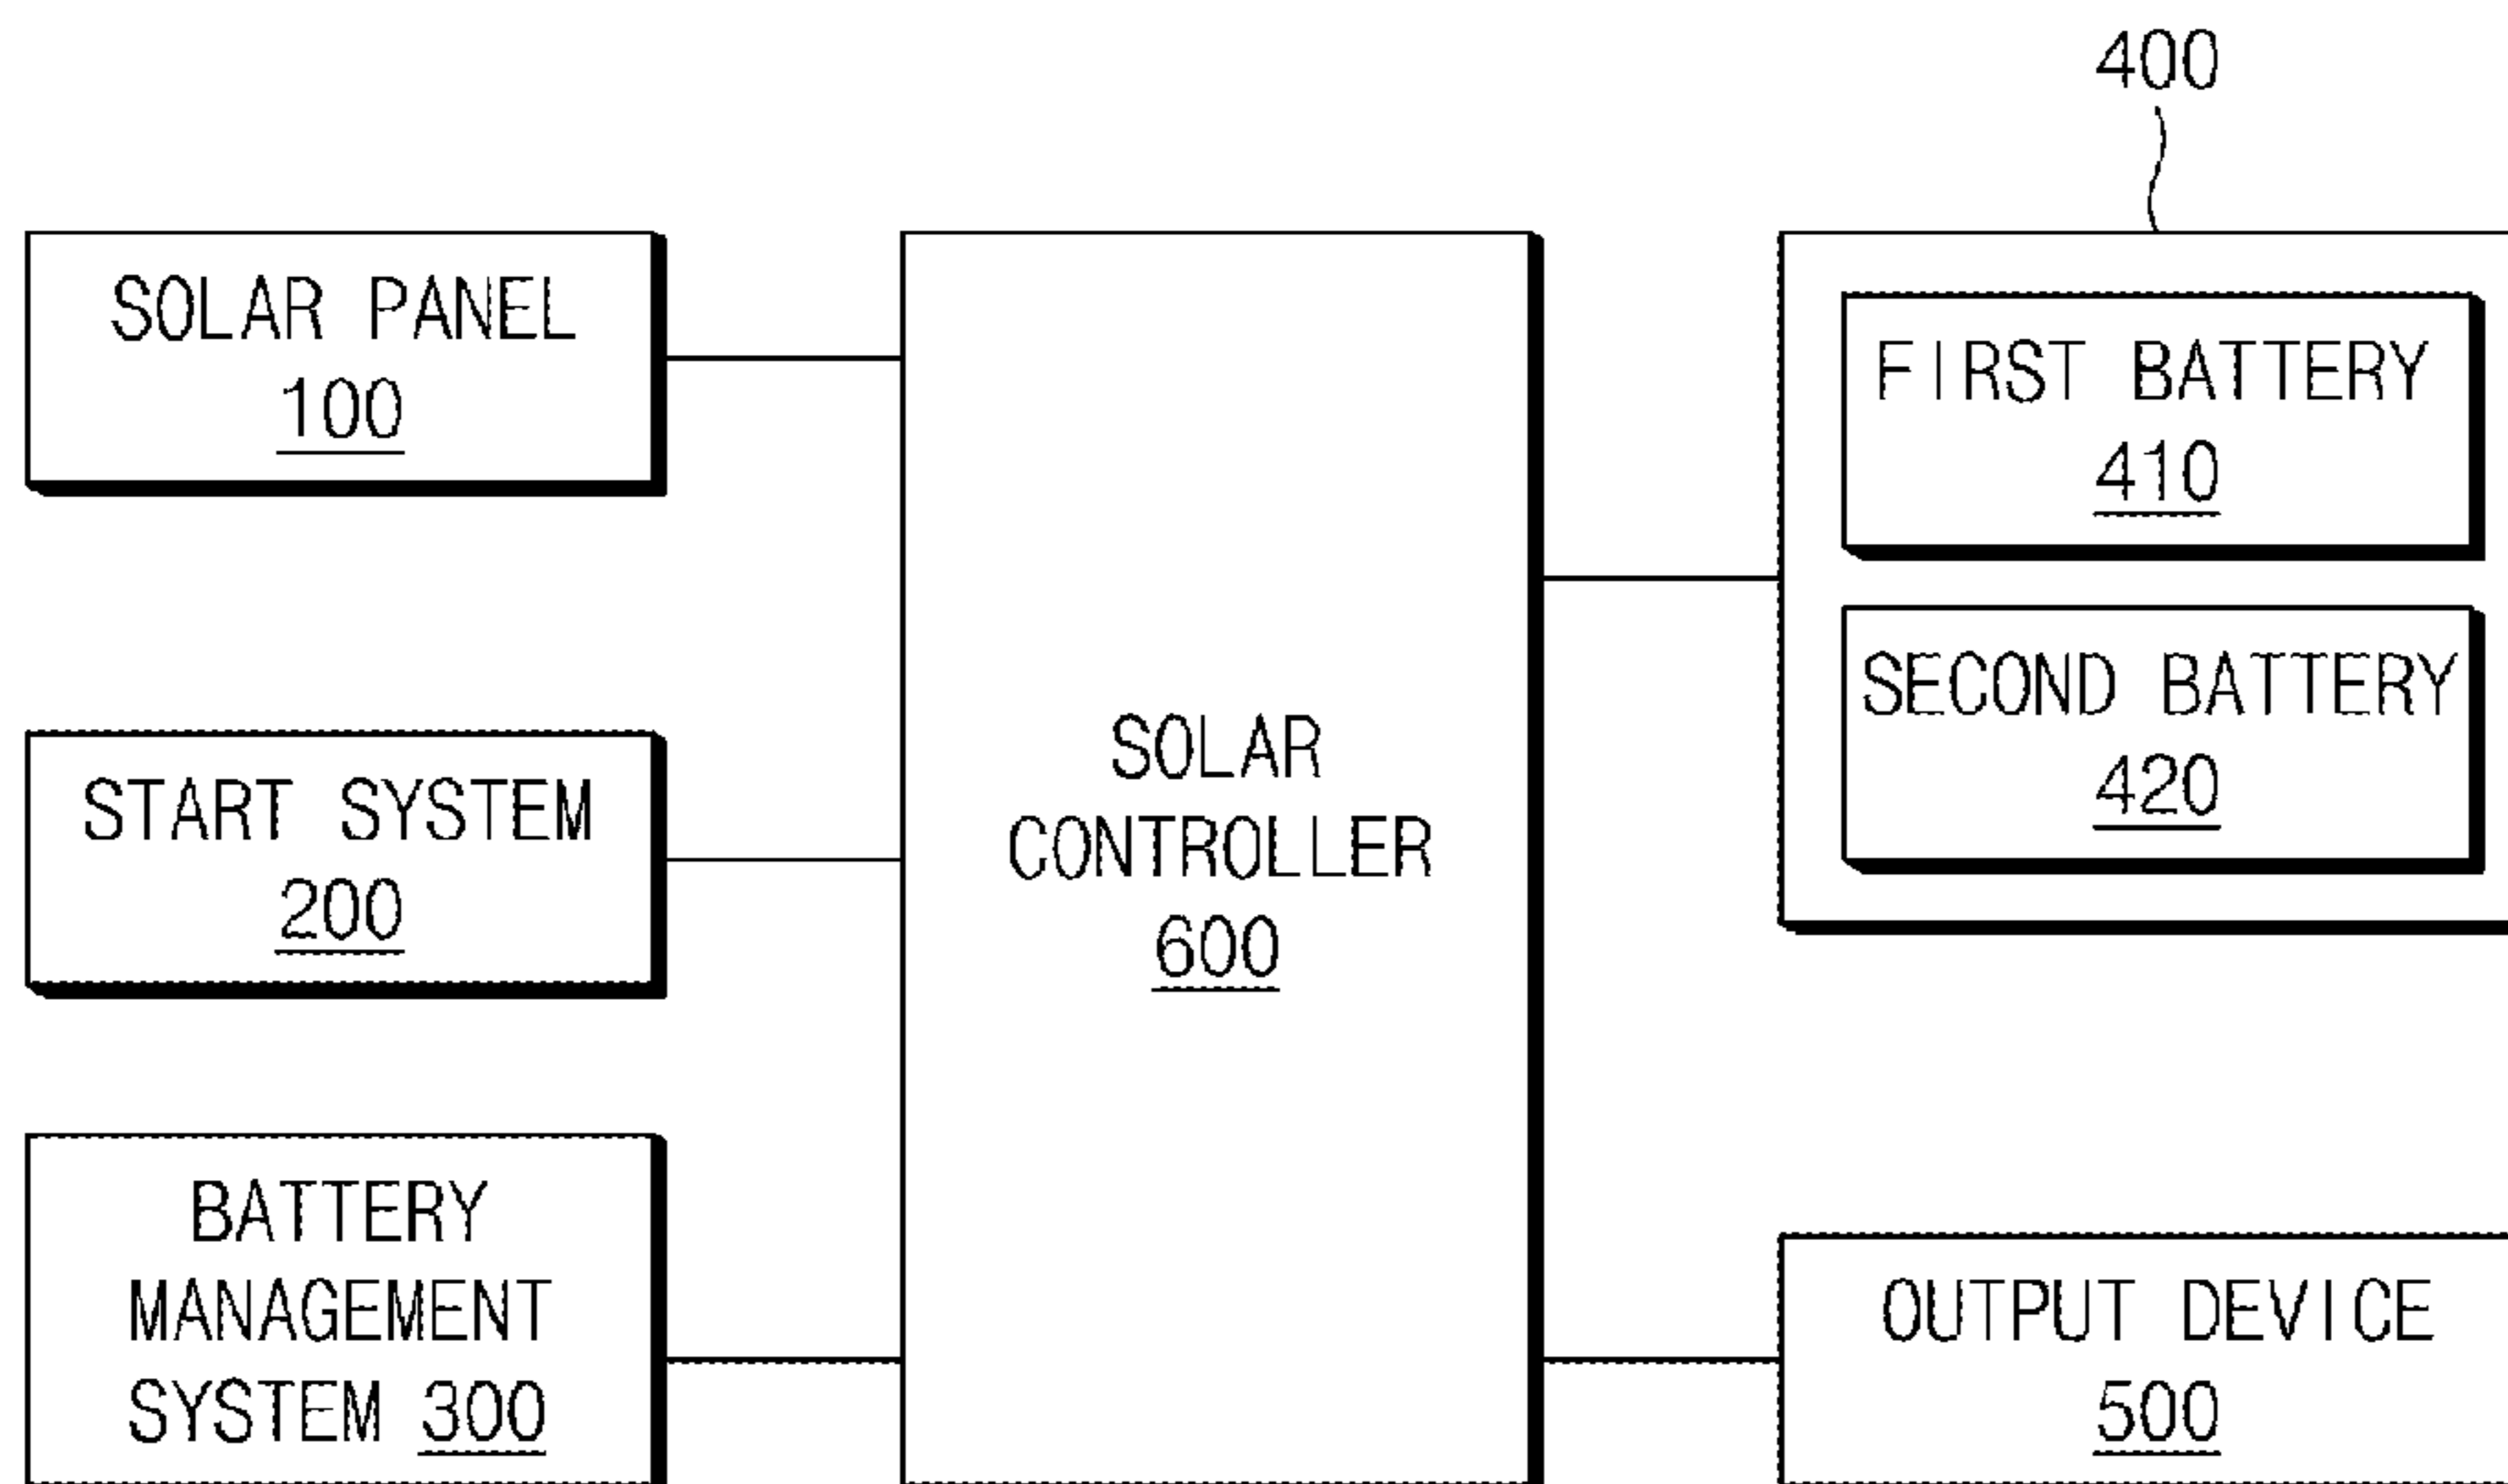 400
SOLAR PANEL
100
START SYSTEM
200
BATTERY
MANAGEMENT
SYSTEM 300
SOLAR
CONTROLLER
600
FIRST BATTERY
410
SECOND BATTERY
420
OUTPUT DEVICE
500